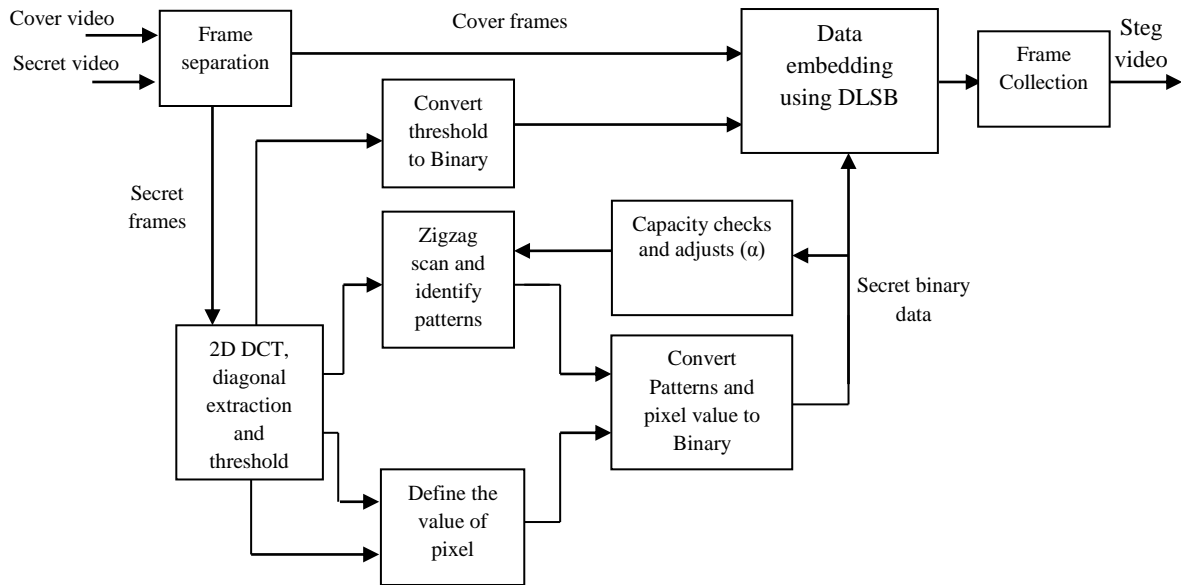 Cover video
Secret video
Frame
separation
Cover frames
Data
embedding
using DLSB
Frame
Collection
Steg
video
Convert
threshold
to Binary
Secret
frames
Zigzag
scan and
identify
patterns
Capacity checks
and adjusts (α)
Secret binary
data
2D DCT,
diagonal
extraction
and
threshold
Convert
Patterns and
pixel value to
Binary
Define the
value of
pixel